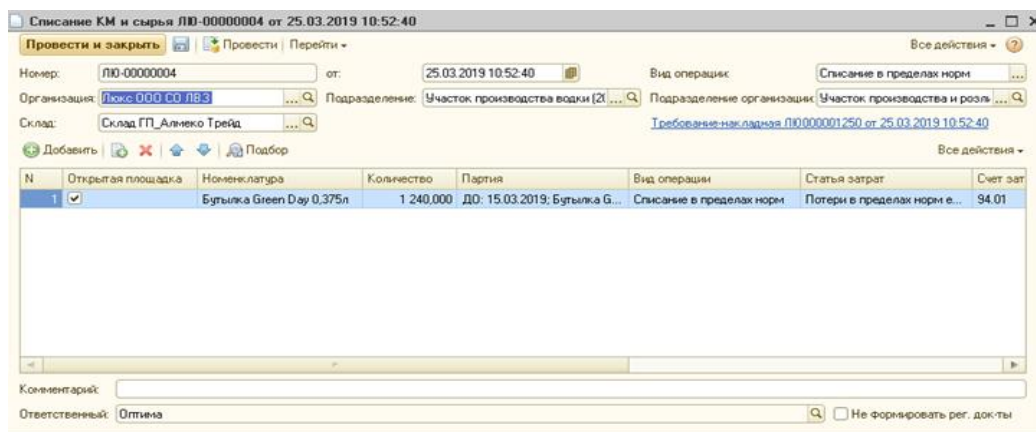 Списание КМ и сырья ЛЮ-00000004 от 25.03.2019 10:52:40
Провести и закрыть Провести Перейти Все действия
Номер: ЛЮ-00000004 от: 25.03.2019 10:52:40 Вид операции: Списание в пределах норм ...
Организация: Люкс ООО СО ЛВЗ ... Подразделение: Участок производства водки (2( ... Подразделение организации: Участок производства и розль ...
Склад: Склад ГП_Алмеко Трейд ... Требование-накладная ЛЮ000001250 от 25.03.2019 10:52:40
Добавить Подбор Все действия
N Открытая площадка Номенклатура Количество Партия Вид операции Статья затрат Счет зат
1 Бутылка Green Day 0,375л 1 240,000 ДО: 15.03.2019; Бутылка G... Списание в пределах норм Потери в пределах норм е... 94.01
Комментарий:
Ответственный: Оптима Не формировать рег. док-ты